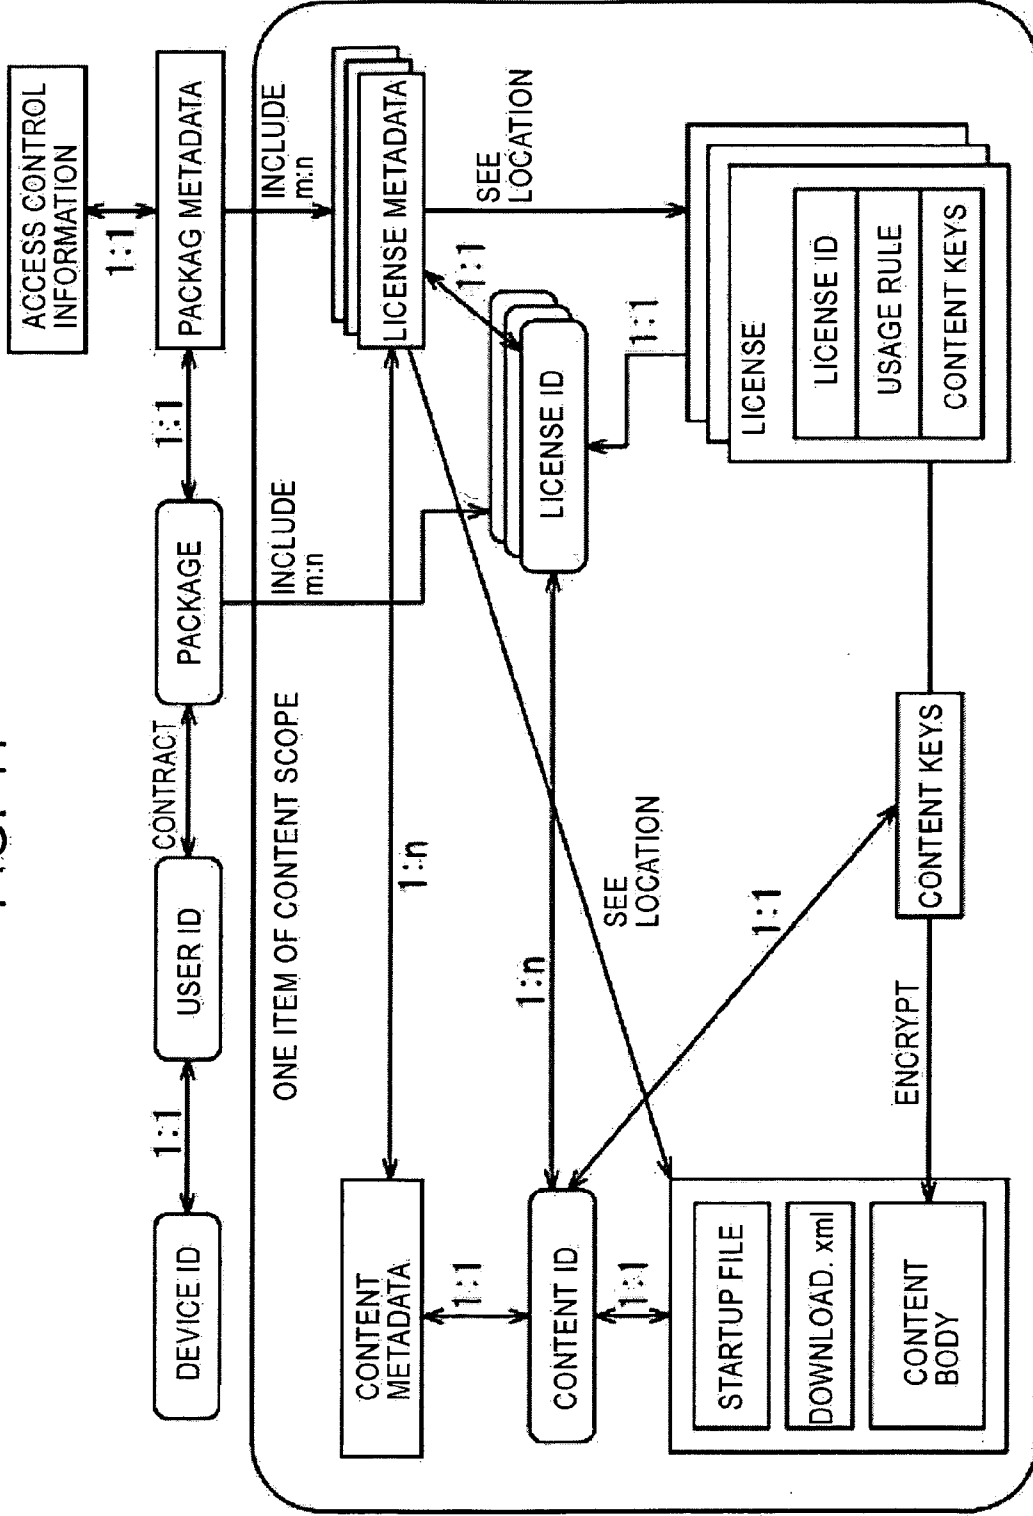 ACCESS CONTROL
INFORMATION
1:1
DEVICE ID
1:1
USER ID
CONTRACT
PACKAGE
1:1
PACKAG METADATA
ONE ITEM OF CONTENT SCOPE
INCLUDE
m:n
INCLUDE
m:n
CONTENT
METADATA
1:n
LICENSE METADATA
1:1
1:1
SEE
LOCATION
CONTENT ID
1:n
LICENSE ID
1:1
SEE
LOCATION
1:1
1:1
STARTUP FILE
DOWNLOAD. xml
CONTENT
BODY
ENCRYPT
CONTENT KEYS
LICENSE
LICENSE ID
USAGE RULE
CONTENT KEYS